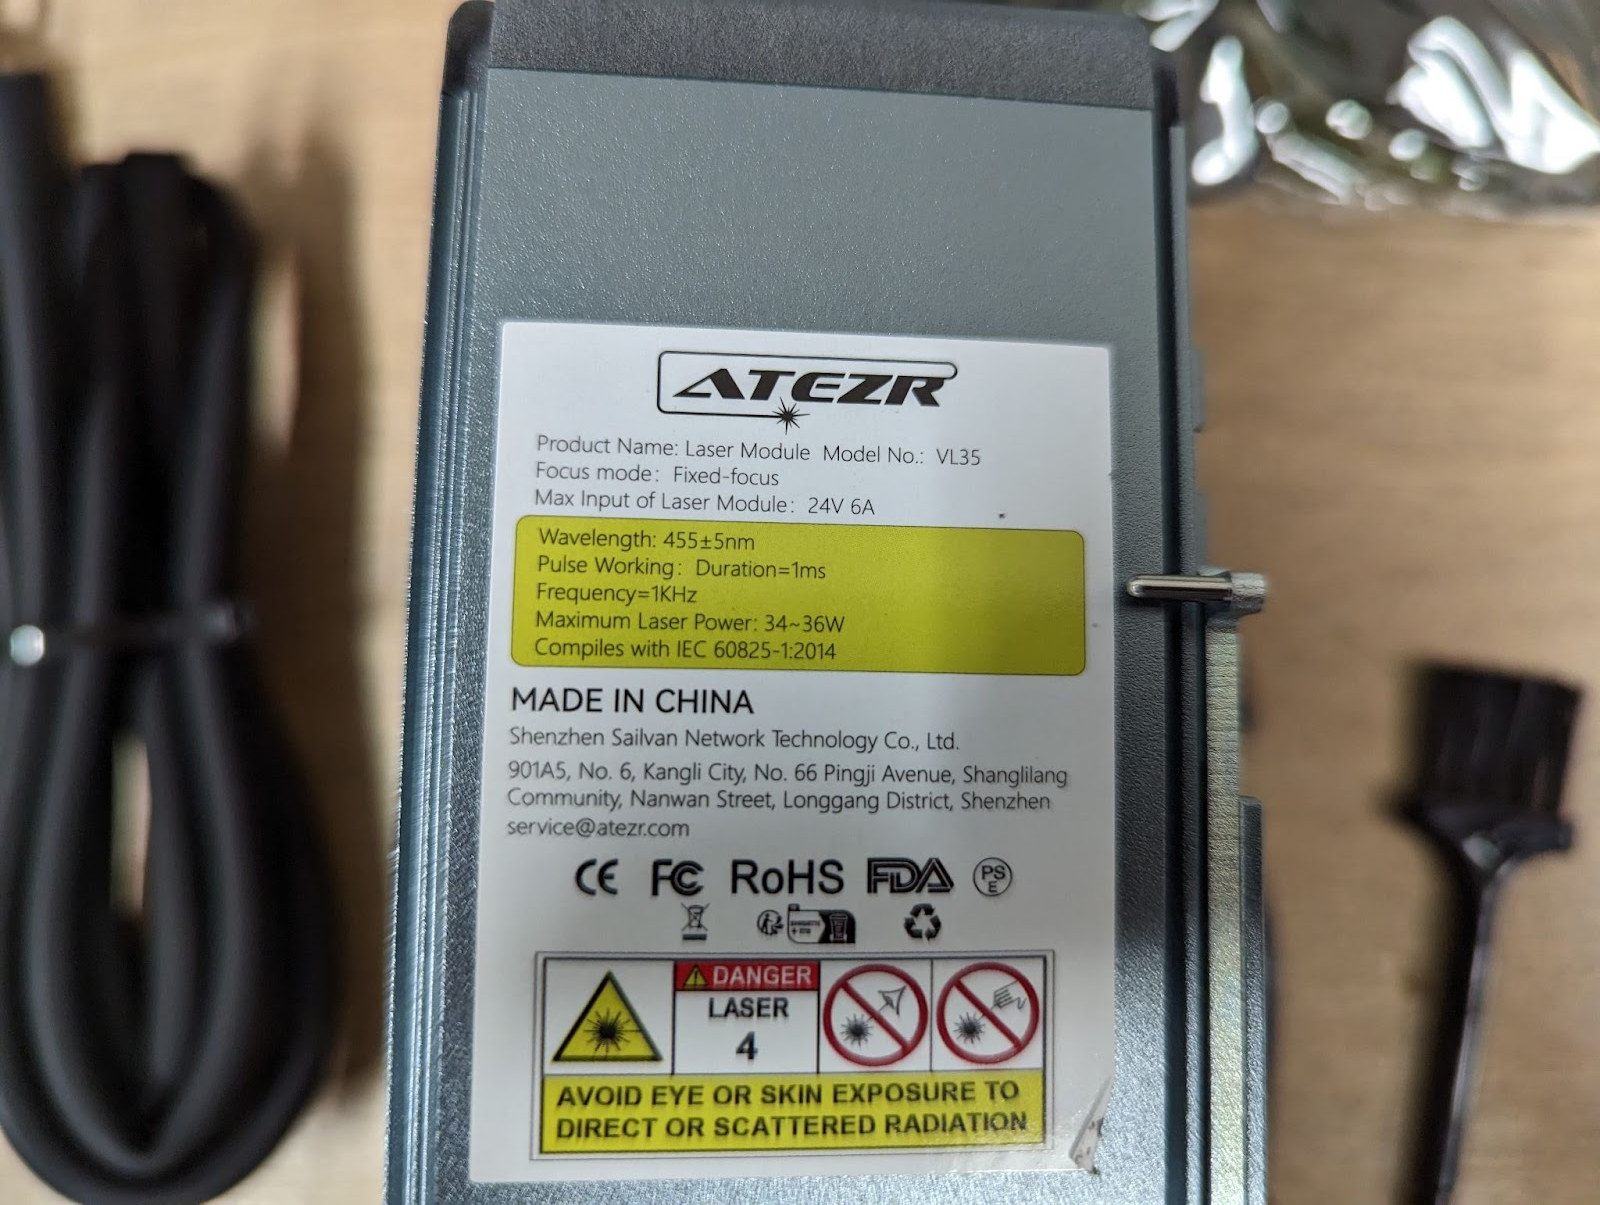 ATEZR
Product Name: Laser Module Model No.: VL35
Focus mode: Fixed-focus
Max Input of Laser Module: 24V 6A
Wavelength: 455±5nm
Pulse Working: Duration=1ms
Frequency=1KHz
Maximum Laser Power: 34~36W
Compiles with IEC 60825-1:2014
MADE IN CHINA
Shenzhen Sailvan Network Technology Co., Ltd.
901A5, No. 6, Kangli City, No. 66 Pingji Avenue, Shanglilang
Community, Nanwan Street, Longgang District, Shenzhen
service@atezr.com
CE FC RoHS FDA PSE
DANGER
LASER
4
AVOID EYE OR SKIN EXPOSURE TO
DIRECT OR SCATTERED RADIATION